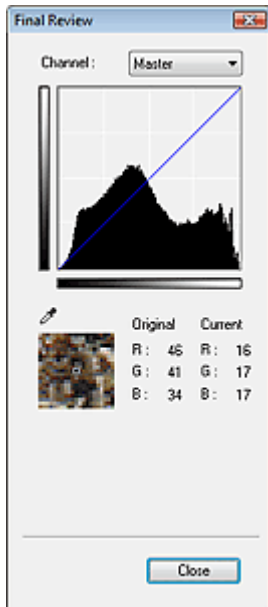 Final Review
Channel : Master
Original Current
R : 46 R : 16
G : 41 G : 17
B : 34 B : 17
Close